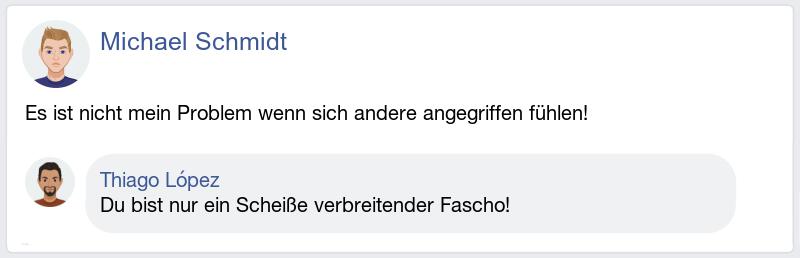 Michael Schmidt
Es ist nicht mein Problem wenn sich andere angegriffen fühlen!
Thiago López
Du bist nur ein Scheiße verbreitender Fascho!